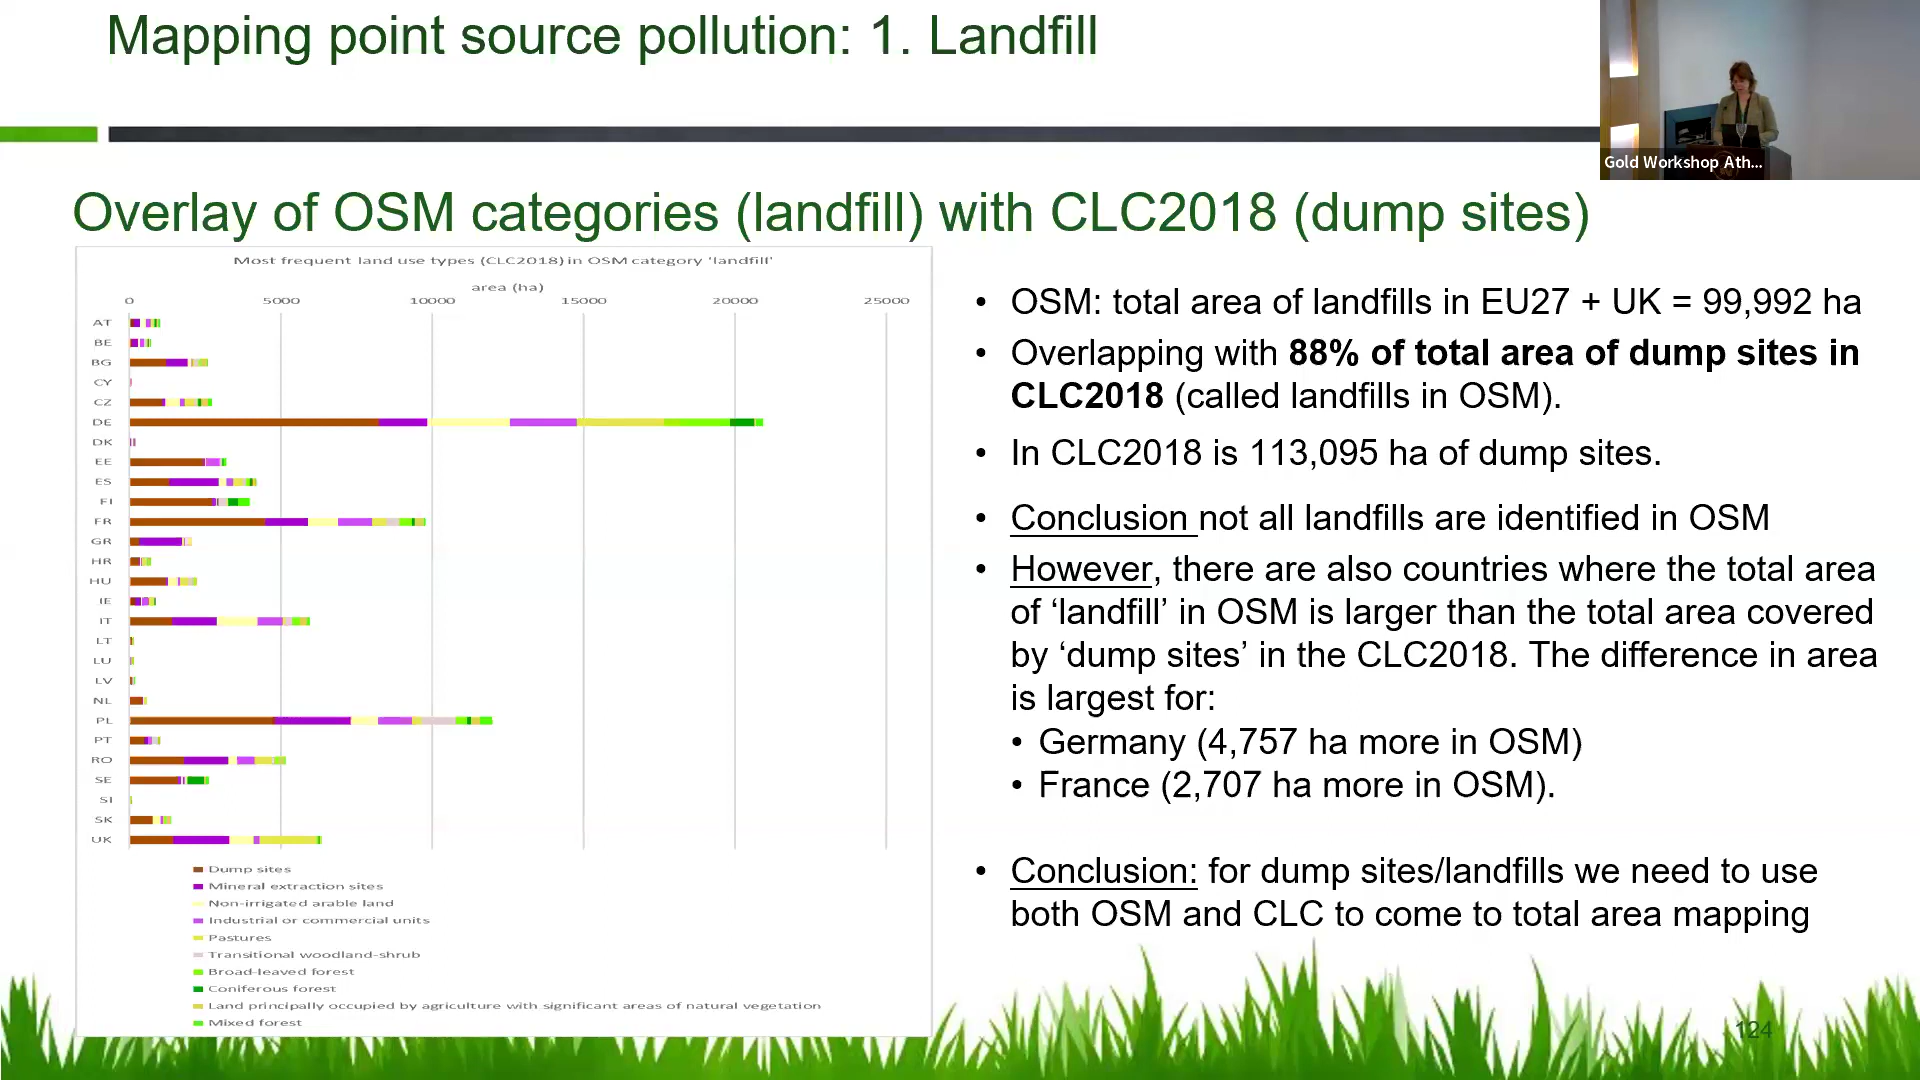 Mapping point source pollution: 1. Landfill
Gold Workshop Ath...
Overlay of OSM categories (landfill) with CLC2018 (dump sites)
Most frequent land use types (CLC2018) in OSM category 'landfill'
area (ha)
0 5000 10000 15000 20000 25000
AT
BE
BG
CY
CZ
DE
DK
EE
ES
FI
FR
GR
HR
HU
IE
IT
LT
LU
LV
NL
PL
PT
RO
SE
SI
SK
UK
Dump sites
Mineral extraction sites
Non-irrigated arable land
Industrial or commercial units
Pastures
Transitional woodland-shrub
Broad-leaved forest
Coniferous forest
Land principally occupied by agriculture with significant areas of natural vegetation
Mixed forest
• OSM: total area of landfills in EU27 + UK = 99,992 ha
• Overlapping with 88% of total area of dump sites in
CLC2018 (called landfills in OSM).
• In CLC2018 is 113,095 ha of dump sites.
• Conclusion not all landfills are identified in OSM
• However, there are also countries where the total area
of ‘landfill’ in OSM is larger than the total area covered
by ‘dump sites’ in the CLC2018. The difference in area
is largest for:
• Germany (4,757 ha more in OSM)
• France (2,707 ha more in OSM).
• Conclusion: for dump sites/landfills we need to use
both OSM and CLC to come to total area mapping
124